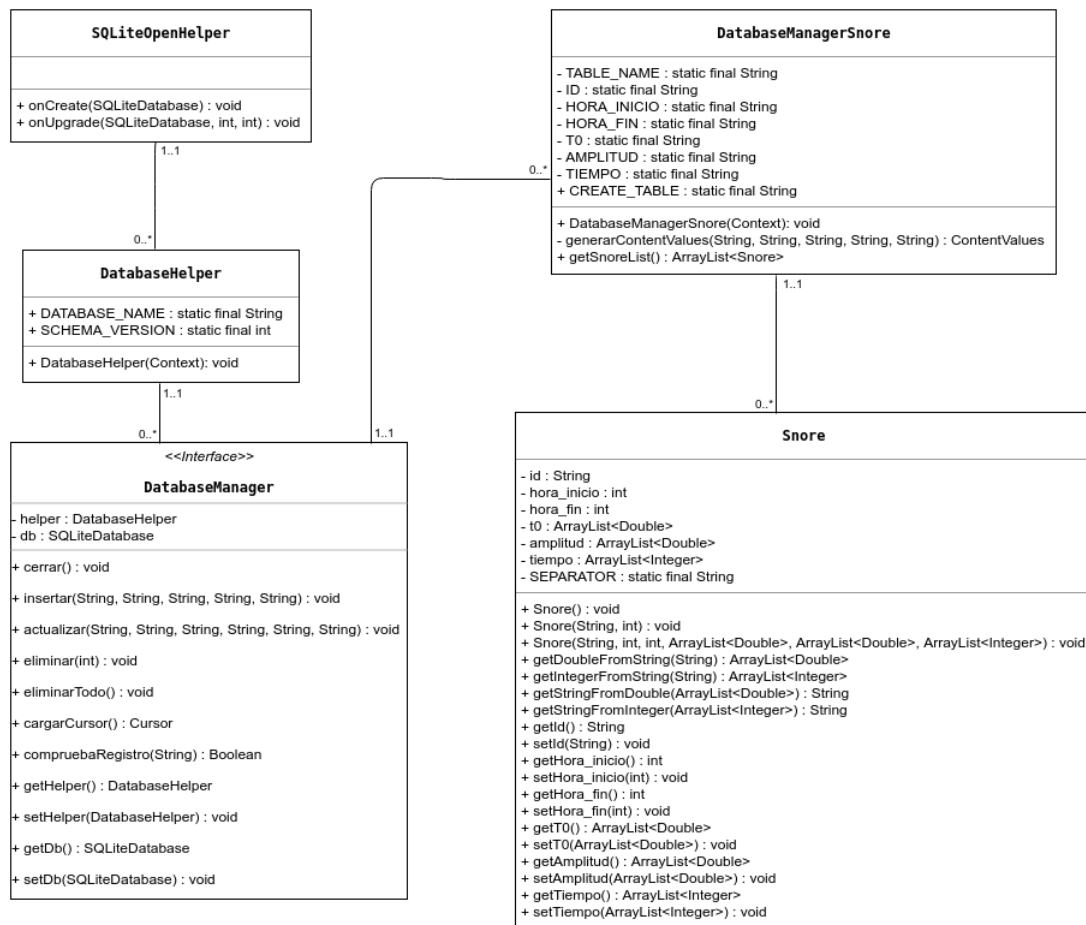 SQLiteOpenHelper
+ onCreate(SQLiteDatabase) : void
+ onUpgrade(SQLiteDatabase, int, int) : void
1..1
0..*
DatabaseHelper
+ DATABASE_NAME : static final String
+ SCHEMA_VERSION : static final int
+ DatabaseHelper(Context): void
1..1
0..*
1..1
<<Interface>>
DatabaseManager
- helper : DatabaseHelper
- db : SQLiteDatabase
+ cerrar() : void
+ insertar(String, String, String, String, String) : void
+ actualizar(String, String, String, String, String, String) : void
+ eliminar(int) : void
+ eliminarTodo() : void
+ cargarCursor() : Cursor
+ compruebaRegistro(String) : Boolean
+ getHelper() : DatabaseHelper
+ setHelper(DatabaseHelper) : void
+ getDb() : SQLiteDatabase
+ setDb(SQLiteDatabase) : void
DatabaseManagerSnore
- TABLE_NAME : static final String
- ID : static final String
- HORA_INICIO : static final String
- HORA_FIN : static final String
- T0 : static final String
- AMPLITUD : static final String
- TIEMPO : static final String
+ CREATE_TABLE : static final String
0..*
+ DatabaseManagerSnore(Context): void
- generarContentValues(String, String, String, String, String) : ContentValues
+ getSnoreList() : ArrayList<Snore>
1..1
0..*
Snore
- id : String
- hora_inicio : int
- hora_fin : int
- t0 : ArrayList<Double>
- amplitud : ArrayList<Double>
- tiempo : ArrayList<Integer>
- SEPARATOR : static final String
+ Snore() : void
+ Snore(String, int) : void
+ Snore(String, int, int, ArrayList<Double>, ArrayList<Double>, ArrayList<Integer>) : void
+ getDoubleFromString(String) : ArrayList<Double>
+ getIntegerFromString(String) : ArrayList<Integer>
+ getStringFromDouble(ArrayList<Double>) : String
+ getStringFromInteger(ArrayList<Integer>) : String
+ getId() : String
+ setId(String) : void
+ getHora_inicio() : int
+ setHora_inicio(int) : void
+ getHora_fin() : int
+ setHora_fin(int) : void
+ getT0() : ArrayList<Double>
+ setT0(ArrayList<Double>) : void
+ getAmplitud() : ArrayList<Double>
+ setAmplitud(ArrayList<Double>) : void
+ getTiempo() : ArrayList<Integer>
+ setTiempo(ArrayList<Integer>) : void